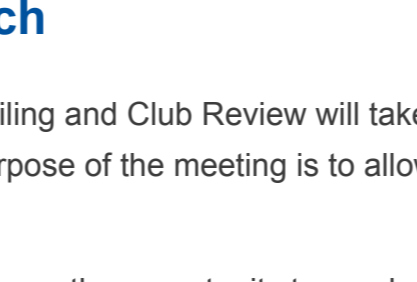 ch
iling and Club Review will take
rpose of the meeting is to allow